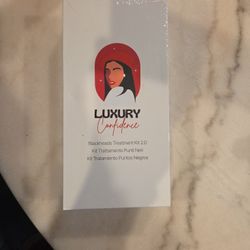 LUXURY
Confidence
Blackheads Treatment Kit 2.0
Kit Trattamento Punti Neri
Kit Tratamiento Puntos Negros